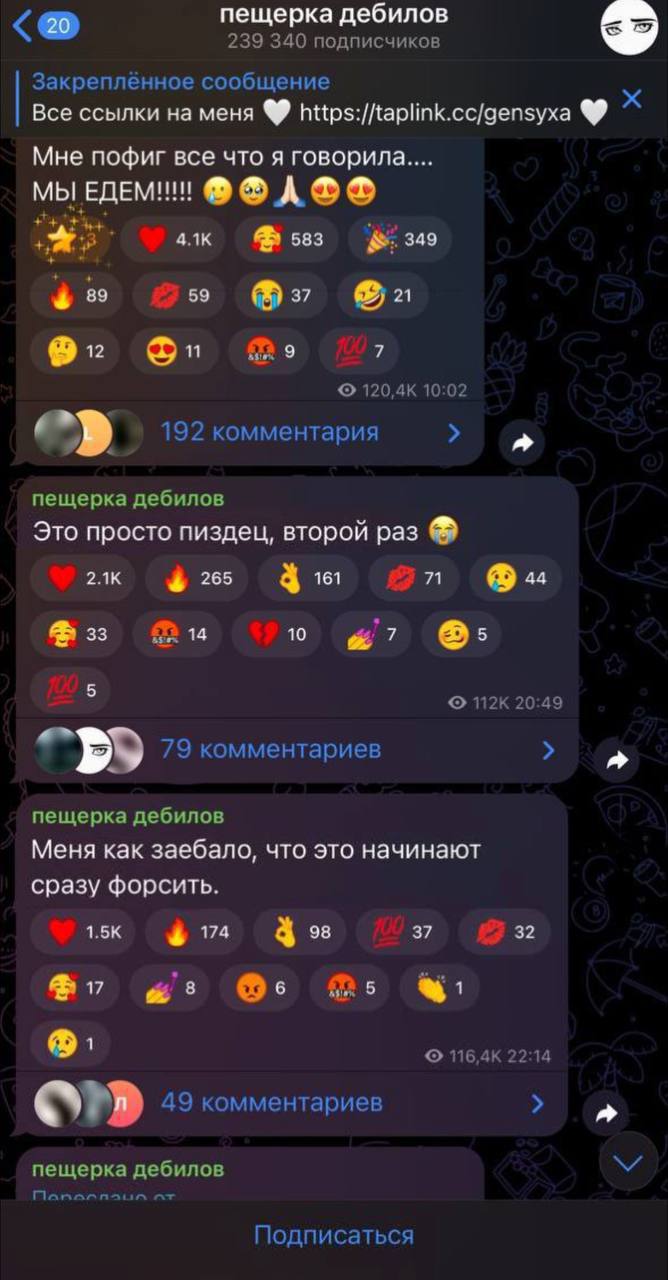 20
пещерка дебилов
239 340 подписчиков
Закреплённое сообщение
Все ссылки на меня 🤍 https://taplink.cc/gensyxa 🤍
Мне пофиг все что я говорила....
МЫ ЕДЕМ!!!!! 🥲🥹🙏🏻😍😍
⭐ 3 ❤️ 4.1K 🥰 583 🎉 349
🔥 89 💋 59 😭 37 🤣 21
🤔 12 😍 11 🤬 9 💯 7
120,4K 10:02
L
192 комментария
пещерка дебилов
Это просто пиздец, второй раз 😭
❤️ 2.1K 🔥 265 👌 161 💋 71 😢 44
🥰 33 🤬 14 💔 10 💅 7 🥴 5
💯 5
112K 20:49
79 комментариев
пещерка дебилов
Меня как заебало, что это начинают
сразу форсить.
❤️ 1.5K 🔥 174 👌 98 💯 37 💋 32
🥰 17 💅 8 😡 6 🤬 5 👏 1
😢 1
116,4K 22:14
Л
49 комментариев
пещерка дебилов
Переслано от
Подписаться